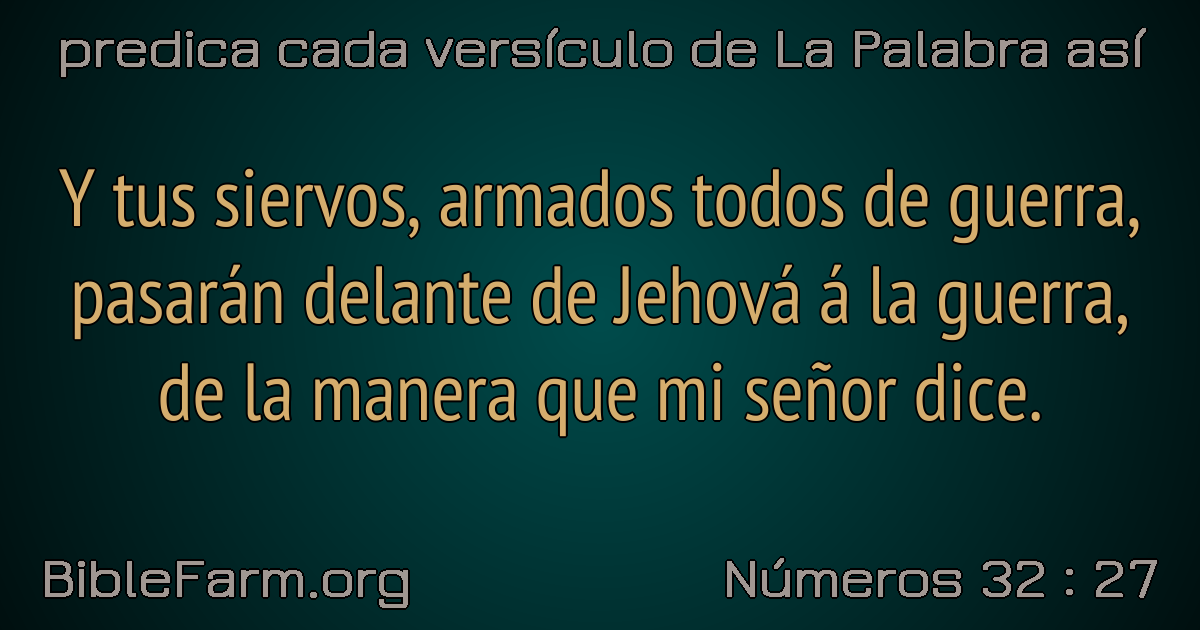 predica cada versículo de La Palabra así
Y tus siervos, armados todos de guerra,
pasarán delante de Jehová á la guerra,
de la manera que mi señor dice.
BibleFarm.org
Números 32 : 27